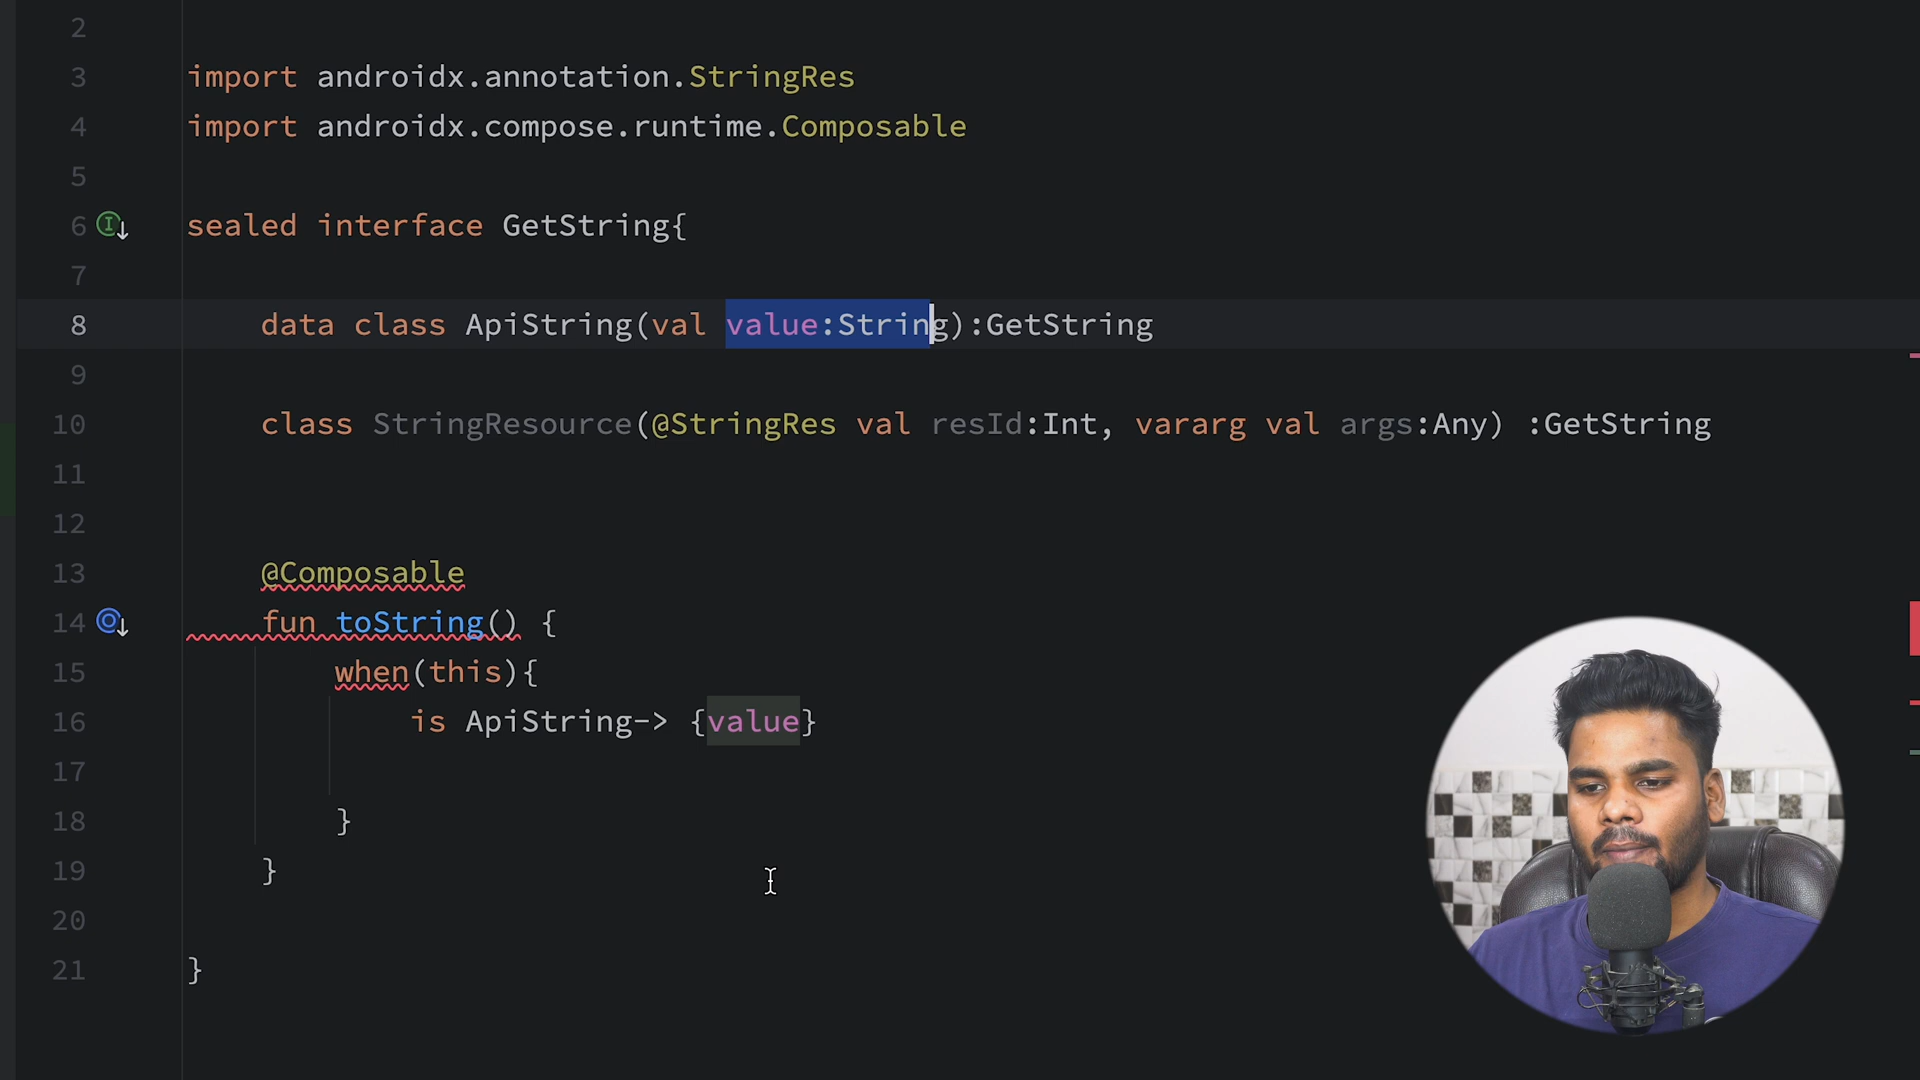 2
3 import androidx.annotation.StringRes
4 import androidx.compose.runtime.Composable
5
6 sealed interface GetString{
7
8 data class ApiString(val value:String):GetString
9
10 class StringResource(@StringRes val resId:Int, vararg val args:Any) :GetString
11
12
13 @Composable
14 fun toString() {
15 when(this){
16 is ApiString-> {value}
17
18 }
19 }
20
21 }